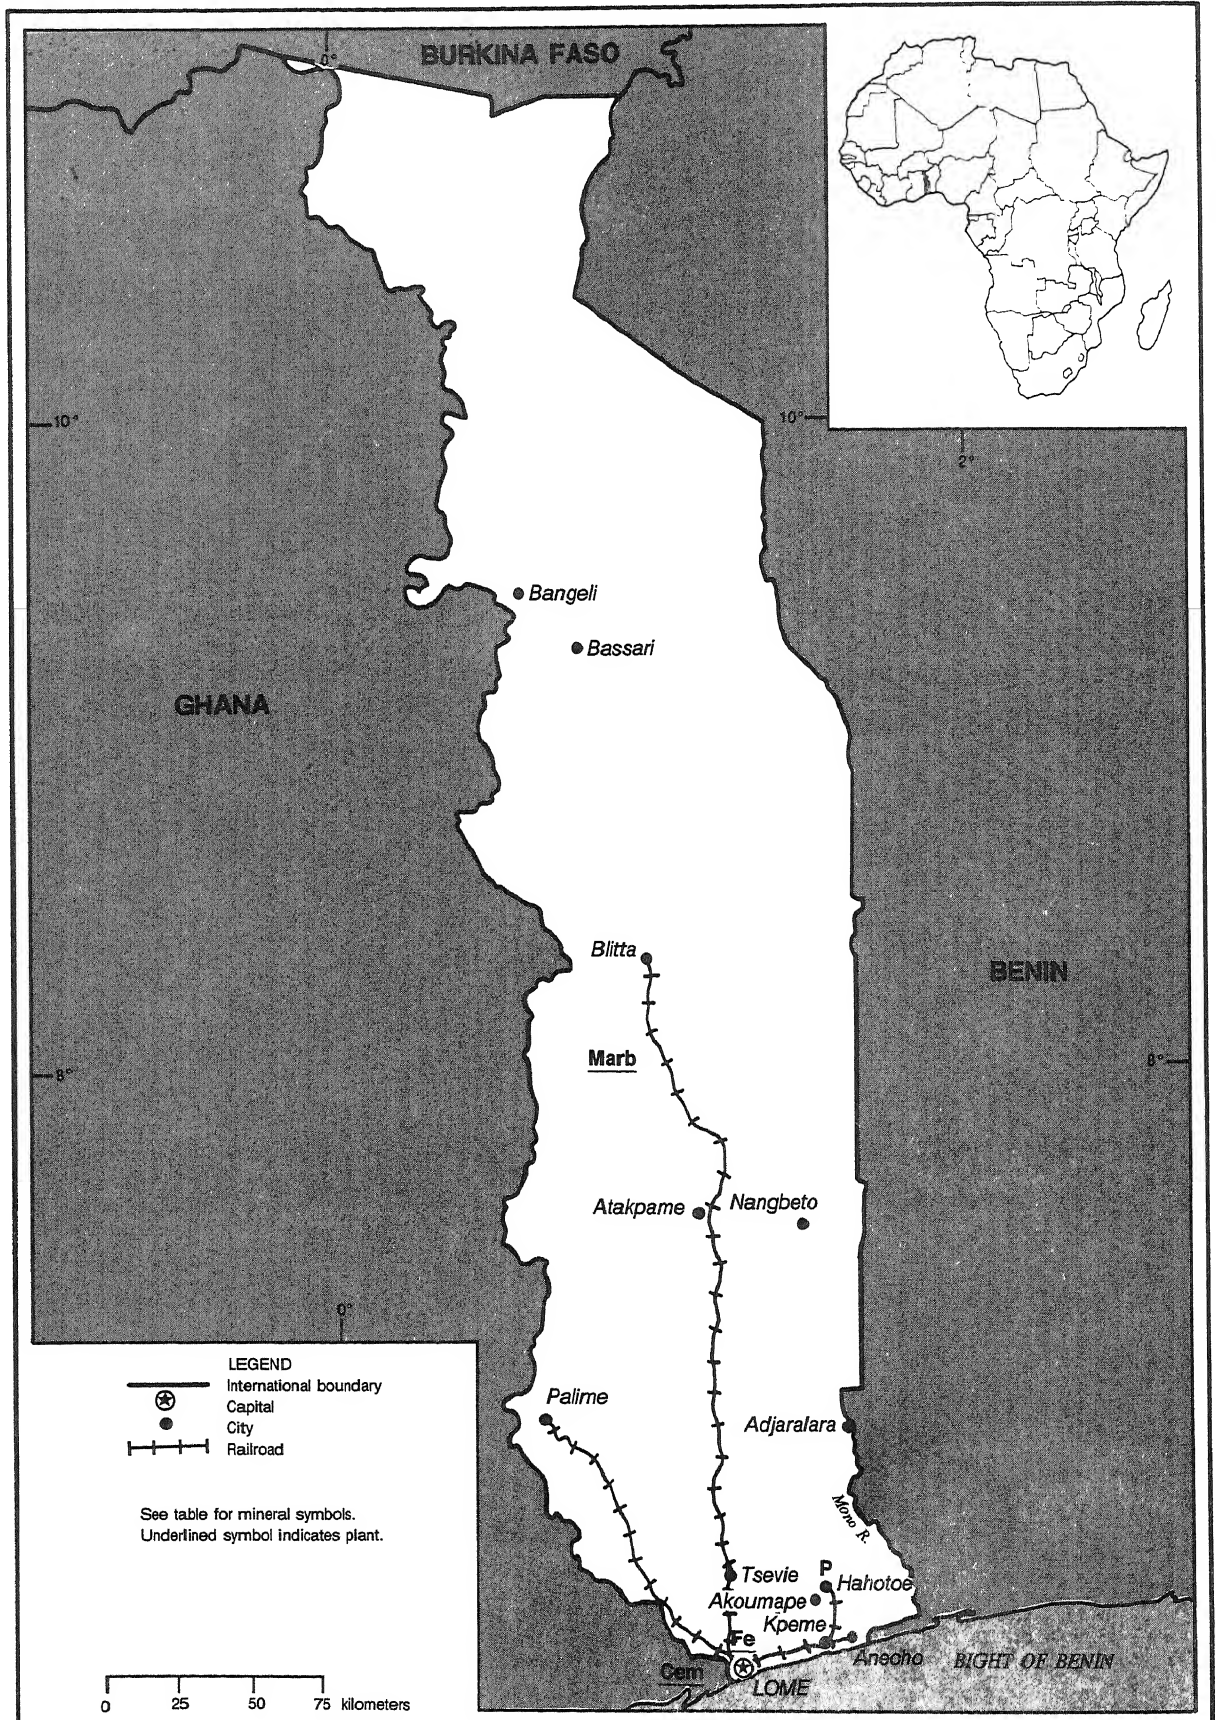 0°
BURKINA FASO
10°
10°
2°
Bangeli
Bassari
GHANA
Blitta
BENIN
Marb
8°
8°
Atakpame
Nangbeto
0°
LEGEND
International boundary
Capital
City
Railroad
Palime
Adjaralara
Mono R.
See table for mineral symbols.
Underlined symbol indicates plant.
Tsevie
P
Hahotoe
Akoumape
Kpeme
Fe
Anecho
BIGHT OF BENIN
Cem
LOME
0 25 50 75 kilometers